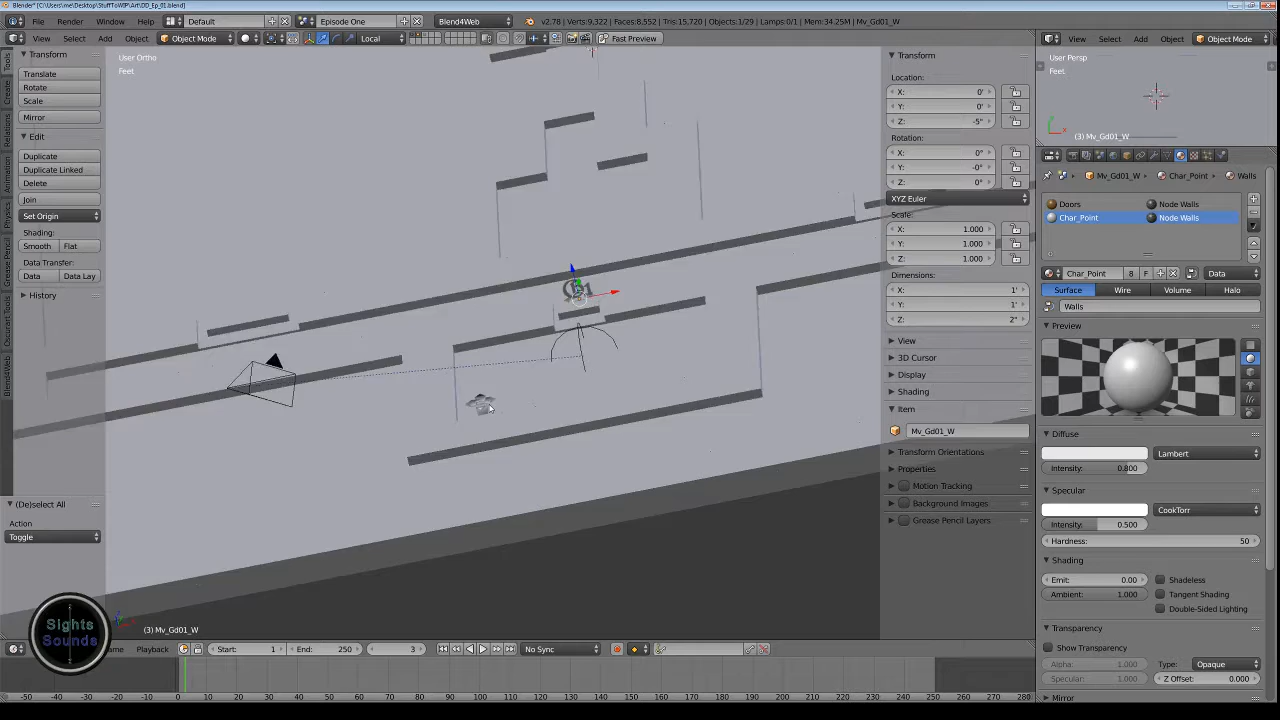 Blender* [C:\Users\me\Desktop\StuffToWIP\Art\DD_Ep_01.blend]
File Render Window Help Default Episode One Blend4Web v2.78 | Verts:9,322 | Faces:8,552 | Tris:15,720 | Objects:1/29 | Lamps:0/1 | Mem:34.25M | Mv_Gd01_W
View Select Add Object Object Mode Local Fast Preview
View Select Add Object Object Mode
Tools
Create
Relations
Animation
Physics
Grease Pencil
Oscurart Tools
Blend4Web
Transform
Translate
Rotate
Scale
Mirror
Edit
Duplicate
Duplicate Linked
Delete
Join
Set Origin
Shading:
Smooth Flat
Data Transfer:
Data Data Lay
History
(De)select All
Action
Toggle
User Ortho
Feet
(3) Mv_Gd01_W
Transform
Location:
X: 0'
Y: 0'
Z: -5"
Rotation:
X: 0°
Y: -0°
Z: 0°
XYZ Euler
Scale:
X: 1.000
Y: 1.000
Z: 1.000
Dimensions:
X: 1'
Y: 1'
Z: 2"
View
3D Cursor
Display
Shading
Item
Mv_Gd01_W
Transform Orientations
Properties
Motion Tracking
Background Images
Grease Pencil Layers
User Persp
Feet
(3) Mv_Gd01_W
Mv_Gd01_W Char_Point Walls
Doors Node Walls
Char_Point Node Walls
Char_Point 8 F Data
Surface Wire Volume Halo
Walls
Preview
Diffuse
Lambert
Intensity: 0.800
Specular
CookTorr
Intensity: 0.500
Hardness: 50
Shading
Emit: 0.00 Shadeless
Ambient: 1.000 Tangent Shading
Double-Sided Lighting
Transparency
Show Transparency
Alpha: 1.000 Type: Opaque
Specular: 1.000 Z Offset: 0.000
Mirror
Sights
Sounds
ame Playback Start: 1 End: 250 3 No Sync
-50 -40 -30 -20 -10 0 10 20 30 40 50 60 70 80 90 100 110 120 130 140 150 160 170 180 190 200 210 220 230 240 250 260 270 280